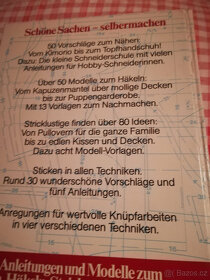 Schöne Sachen – selbermachen
50 Vorschläge zum Nähen:
Vom Kimono bis zum Topfhandschuh!
Dazu: Die kleine Schneiderschule mit vielen
Anleitungen für Hobby-Schneiderinnen.
Über 50 Modelle zum Häkeln:
Vom Kapuzenmantel über mollige Decken
bis zur Puppengarderobe.
Mit 13 Vorlagen zum Nachmachen.
Stricklustige finden über 80 Ideen:
Von Pullovern für die ganze Familie
bis zu edlen Kissen und Decken.
Dazu acht Modell-Vorlagen.
Sticken in allen Techniken.
Rund 30 wunderschöne Vorschläge und
fünf Anleitungen.
Anregungen für wertvolle Knüpfarbeiten
in vier verschiedenen Techniken.
Anleitungen und Modelle zum